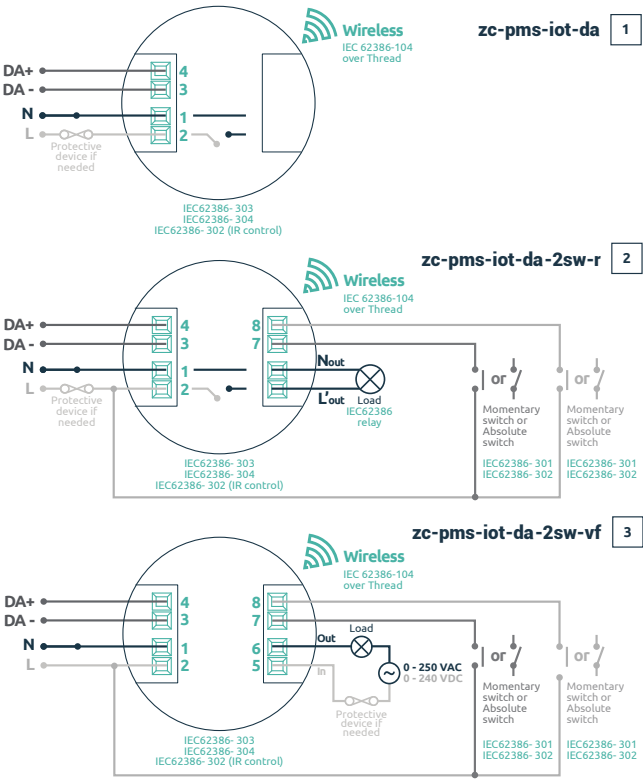 zc-pms-iot-da 1
Wireless
IEC 62386-104
over Thread
DA+ 4
DA - 3
N 1
L 2
Protective
device if
needed
IEC62386- 303
IEC62386- 304
IEC62386- 302 (IR control)
zc-pms-iot-da-2sw-r 2
Wireless
IEC 62386-104
over Thread
DA+ 4 8
DA - 3 7
N 1 Nout
L 2 L'out
Protective
device if
needed
Load
IEC62386
relay
or
or
Momentary
switch or
Absolute
switch
Momentary
switch or
Absolute
switch
IEC62386- 301
IEC62386- 302
IEC62386- 301
IEC62386- 302
IEC62386- 303
IEC62386- 304
IEC62386- 302 (IR control)
zc-pms-iot-da-2sw-vf 3
Wireless
IEC 62386-104
over Thread
DA+ 4 8
DA - 3 7
N 1 6 Out
L 2 5 In
Load
0 - 250 VAC
0 - 240 VDC
Protective
device if
needed
or
or
Momentary
switch or
Absolute
switch
Momentary
switch or
Absolute
switch
IEC62386- 301
IEC62386- 302
IEC62386- 301
IEC62386- 302
IEC62386- 303
IEC62386- 304
IEC62386- 302 (IR control)